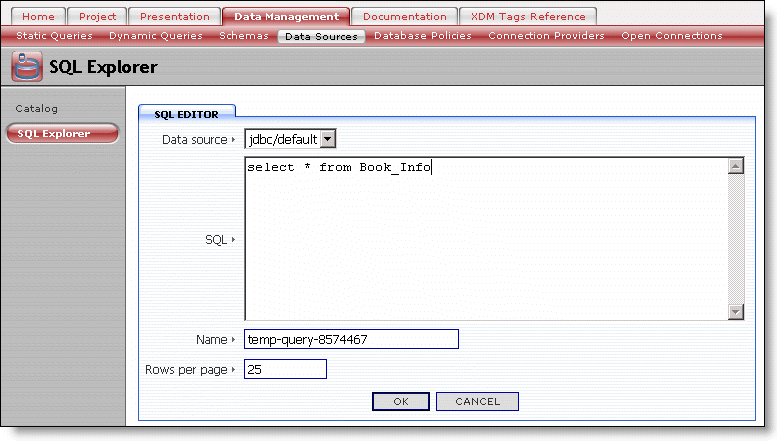 Home Project Presentation Data Management Documentation XDM Tags Reference
Static Queries Dynamic Queries Schemas Data Sources Database Policies Connection Providers Open Connections
SQL Explorer
Catalog
SQL Explorer
SQL EDITOR
Data source jdbc/default
select * from Book_Info
SQL
Name temp-query-8574467
Rows per page 25
OK CANCEL